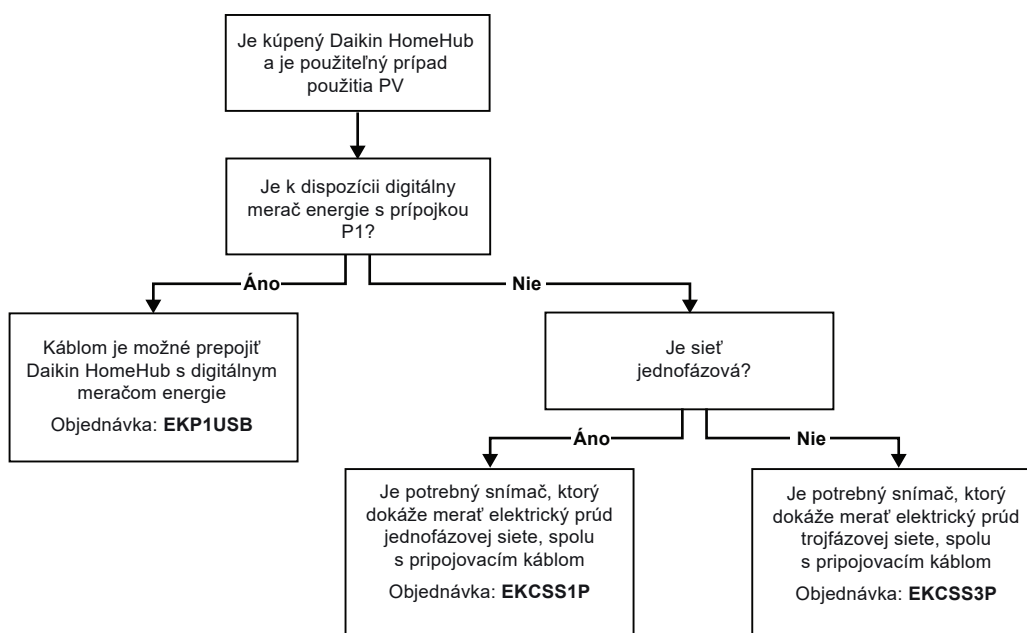 Je kúpený Daikin HomeHub
a je použiteľný prípad
použitia PV
Je k dispozícii digitálny
merač energie s prípojkou
P1?
Áno
Nie
Káblom je možné prepojiť
Daikin HomeHub s digitálnym
meračom energie
Objednávka: EKP1USB
Je sieť
jednofázová?
Áno
Nie
Je potrebný snímač, ktorý
dokáže merať elektrický prúd
jednofázovej siete, spolu
s pripojovacím káblom
Objednávka: EKCSS1P
Je potrebný snímač, ktorý
dokáže merať elektrický prúd
trojfázovej siete, spolu
s pripojovacím káblom
Objednávka: EKCSS3P